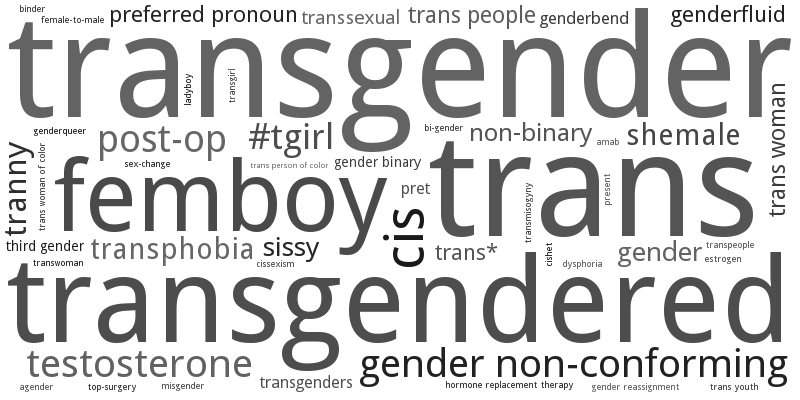 binder
female-to-male
preferred pronoun
transsexual
trans people
genderbend
genderfluid
transgender
ladyboy
transgirl
genderqueer
post-op
#tgirl
bi-gender
non-binary
amab
shemale
trans woman
tranny
trans woman of color
sex-change
trans person of color
gender binary
femboy
pret
trans
transmisogyny
present
cis
third gender
transphobia
sissy
trans*
cishet
gender
transpeople
estrogen
transwoman
cissexism
dysphoria
transgendered
testosterone
gender non-conforming
transgenders
agender
top-surgery
misgender
hormone replacement therapy
gender reassignment
trans youth